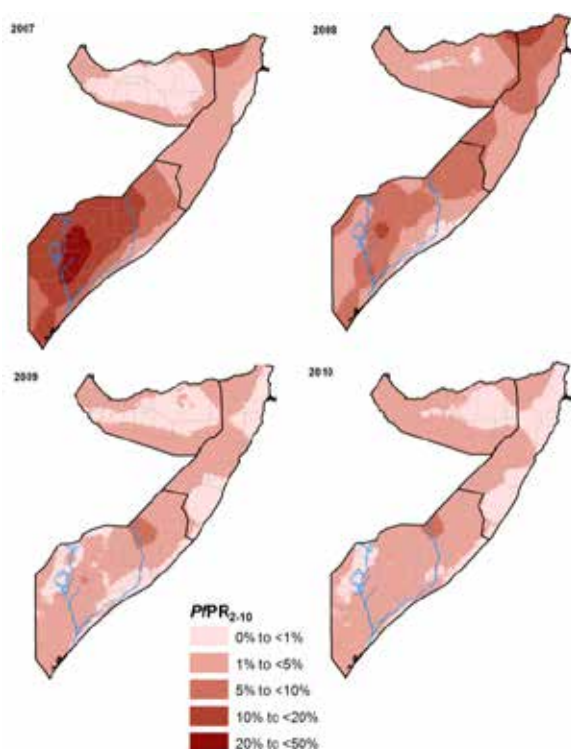 2007
2008
2009
2010
PfPR2-10
0% to <1%
1% to <5%
5% to <10%
10% to <20%
20% to <50%